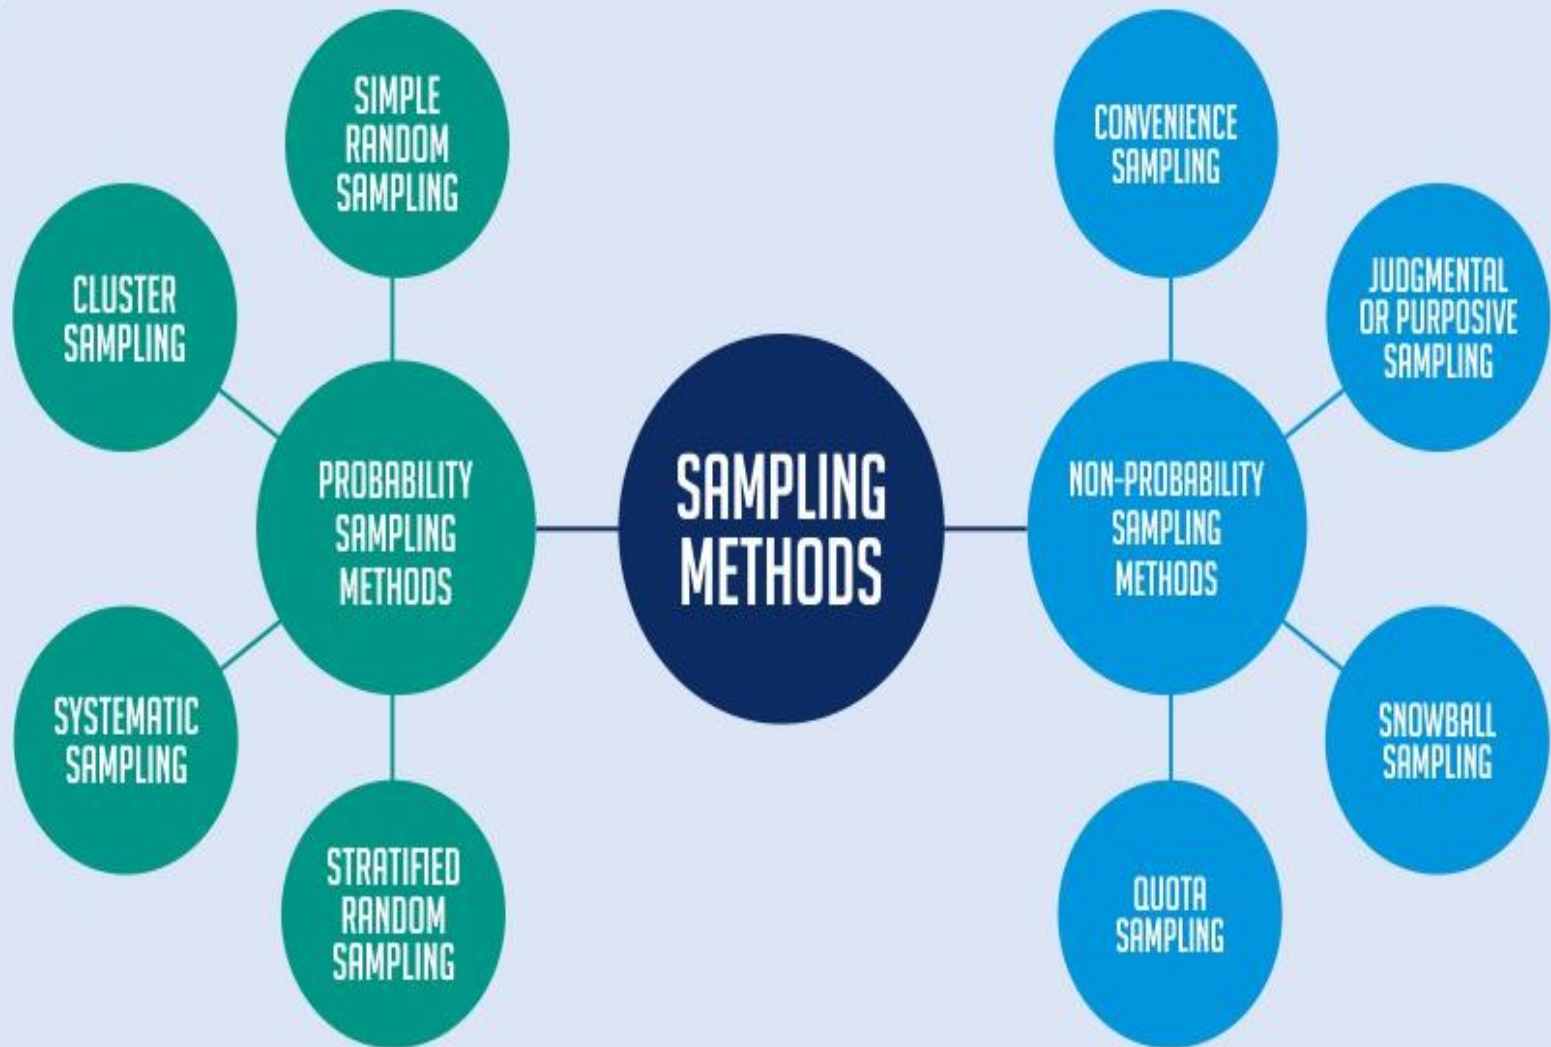 SIMPLE
RANDOM
SAMPLING
CLUSTER
SAMPLING
PROBABILITY
SAMPLING
METHODS
SYSTEMATIC
SAMPLING
STRATIFIED
RANDOM
SAMPLING
SAMPLING
METHODS
CONVENIENCE
SAMPLING
JUDGMENTAL
OR PURPOSIVE
SAMPLING
NON-PROBABILITY
SAMPLING
METHODS
SNOWBALL
SAMPLING
QUOTA
SAMPLING